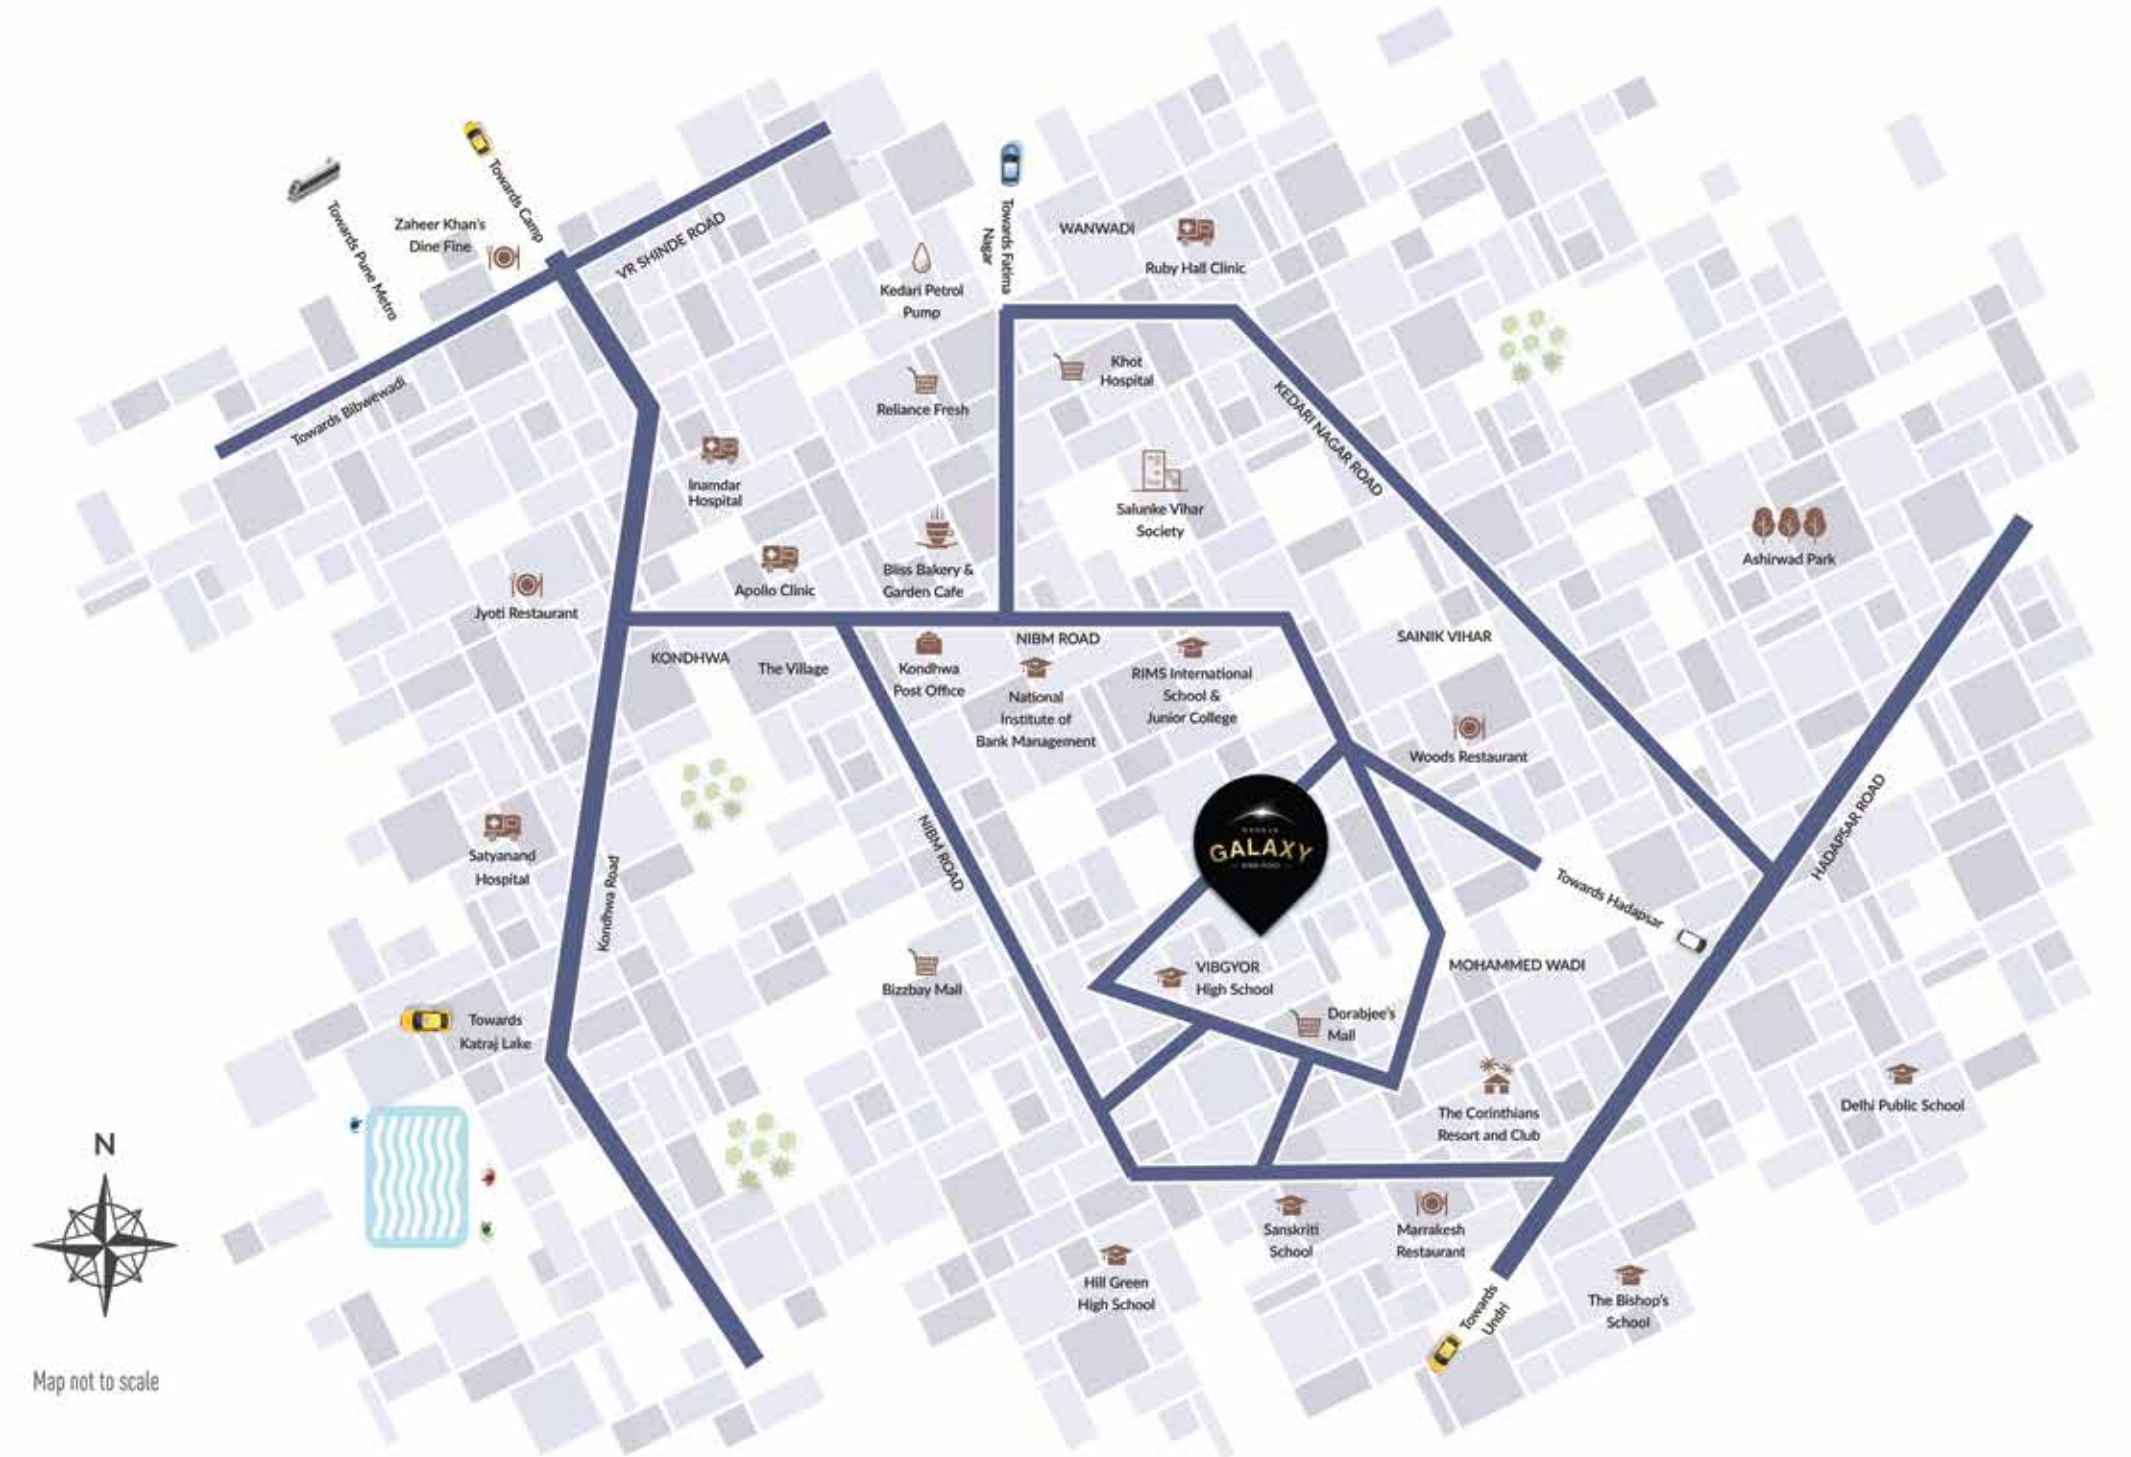 Towards Camp
Towards Pune Metro
Zaheer Khan's
Dine Fine
VR SHINDE ROAD
Towards Bibwewadi
Kedari Petrol
Pump
Towards Fatima
Nagar
WANWADI
Ruby Hall Clinic
Reliance Fresh
Khot
Hospital
KEDARI NAGAR ROAD
Inamdar
Hospital
Salunke Vihar
Society
Ashirwad Park
Jyoti Restaurant
Apollo Clinic
Bliss Bakery &
Garden Cafe
KONDHWA
The Village
Kondhwa
Post Office
NIBM ROAD
National
Institute of
Bank Management
RIMS International
School &
Junior College
SAINIK VIHAR
Woods Restaurant
Satyanand
Hospital
Kondhwa Road
NIBM ROAD
GALAXY
HADAPSAR ROAD
Towards Hadapsar
Bizzbay Mall
VIBGYOR
High School
MOHAMMED WADI
Dorabjee's
Mall
Towards
Katraj Lake
The Corinthians
Resort and Club
Delhi Public School
N
Sanskriti
School
Marrakesh
Restaurant
Hill Green
High School
Towards
Undri
The Bishop's
School
Map not to scale